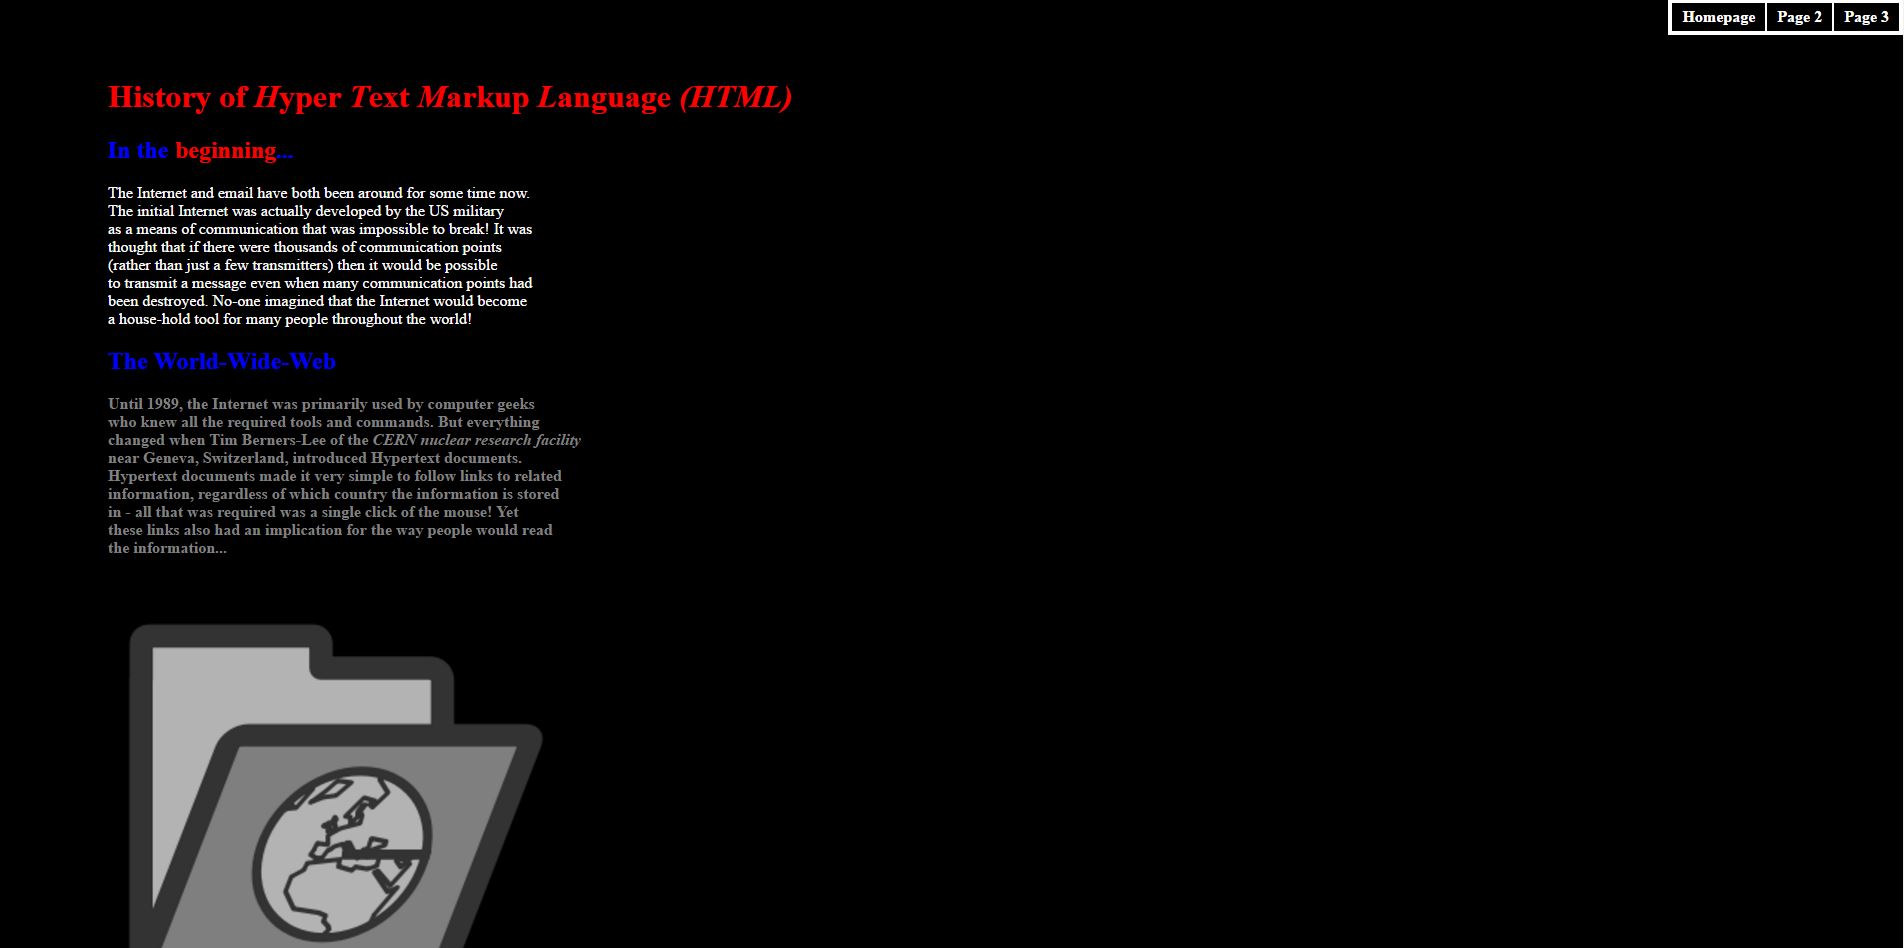 Homepage Page 2 Page 3
History of Hyper Text Markup Language (HTML)
In the beginning...
The Internet and email have both been around for some time now.
The initial Internet was actually developed by the US military
as a means of communication that was impossible to break! It was
thought that if there were thousands of communication points
(rather than just a few transmitters) then it would be possible
to transmit a message even when many communication points had
been destroyed. No-one imagined that the Internet would become
a house-hold tool for many people throughout the world!
The World-Wide-Web
Until 1989, the Internet was primarily used by computer geeks
who knew all the required tools and commands. But everything
changed when Tim Berners-Lee of the CERN nuclear research facility
near Geneva, Switzerland, introduced Hypertext documents.
Hypertext documents made it very simple to follow links to related
information, regardless of which country the information is stored
in - all that was required was a single click of the mouse! Yet
these links also had an implication for the way people would read
the information...